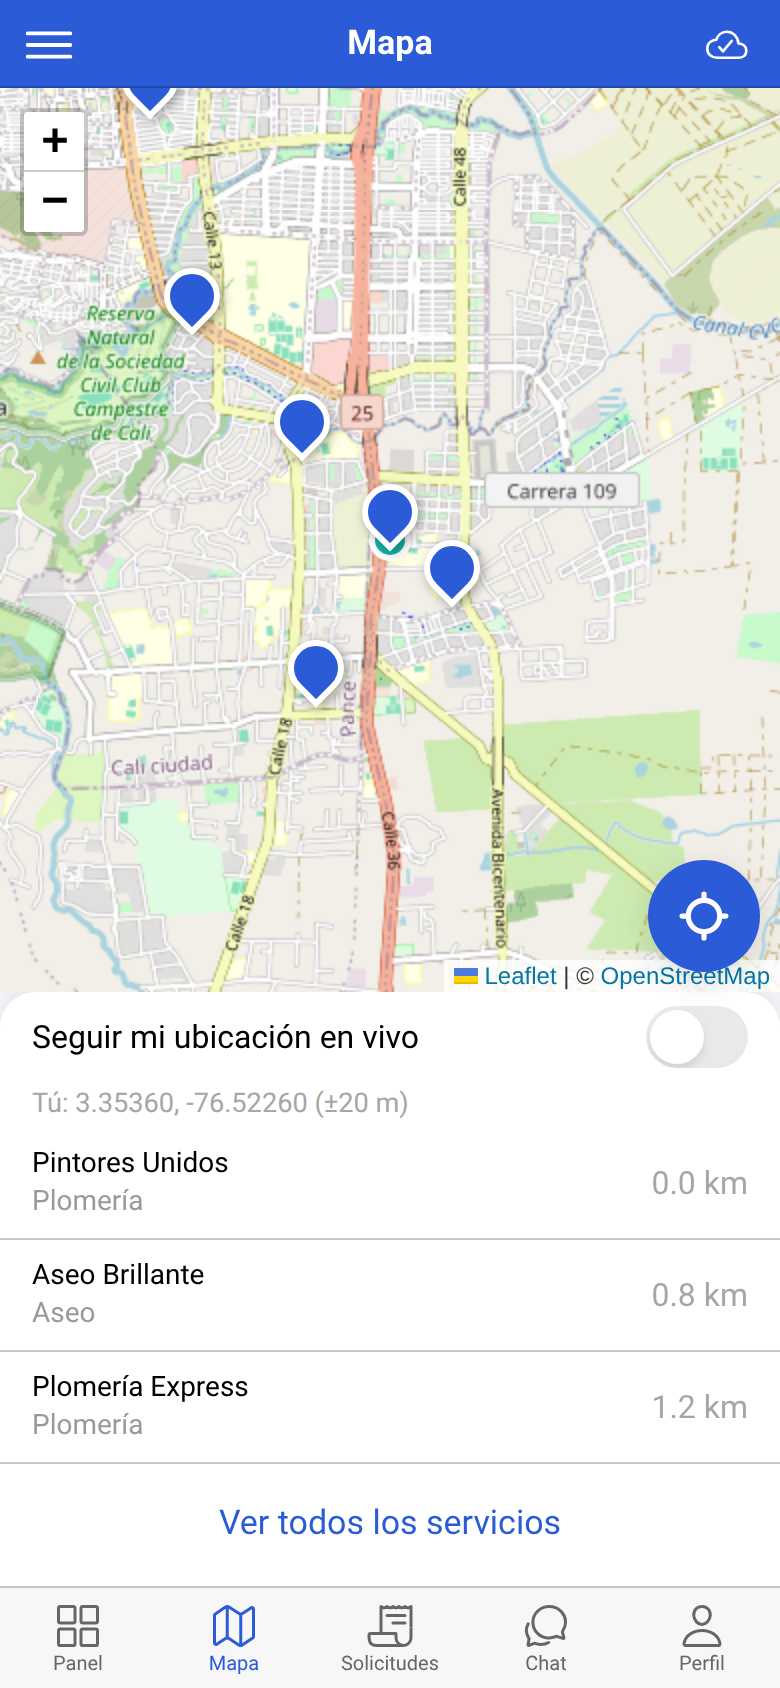 Mapa
+
−
Calle 48
Calle 13
Canal CVC
Reserva
Natural
de la Sociedad
Civil Club
Campestre
de Cali
a
25
Carrera 109
Pance
Calle 18
Cali ciudad
Calle 36
Avenida Bicentenario
Calle 18
Leaflet | © OpenStreetMap
Seguir mi ubicación en vivo
Tú: 3.35360, -76.52260 (±20 m)
Pintores Unidos
Plomería
0.0 km
Aseo Brillante
Aseo
0.8 km
Plomería Express
Plomería
1.2 km
Ver todos los servicios
Panel
Mapa
Solicitudes
Chat
Perfil